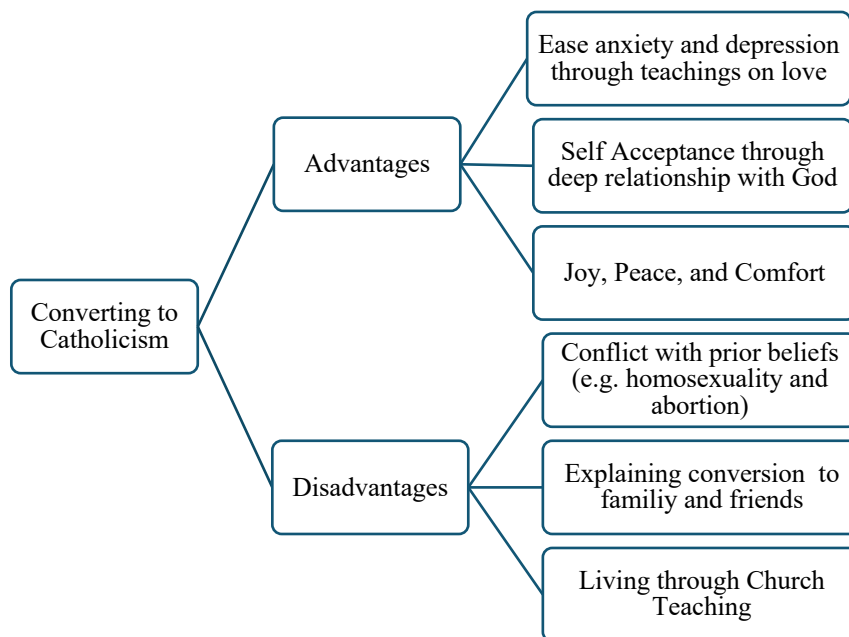 Converting to
Catholicism
Advantages
Ease anxiety and depression
through teachings on love
Self Acceptance through
deep relationship with God
Joy, Peace, and Comfort
Disadvantages
Conflict with prior beliefs
(e.g. homosexuality and
abortion)
Explaining conversion to
familiy and friends
Living through Church
Teaching